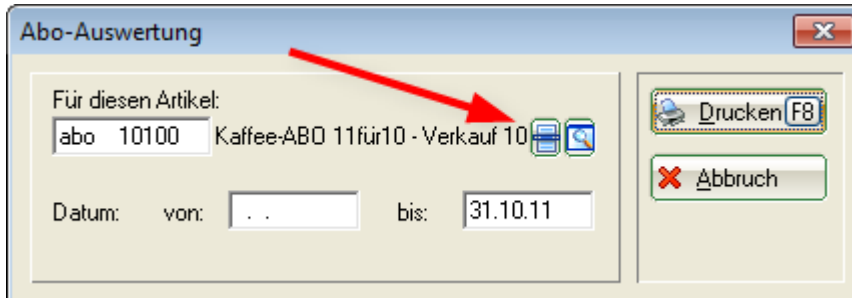 Abo-Auswertung
Für diesen Artikel:
abo 10100 Kaffee-ABO 11für10 - Verkauf 10
Datum: von: . . bis: 31.10.11
Drucken F8
Abbruch